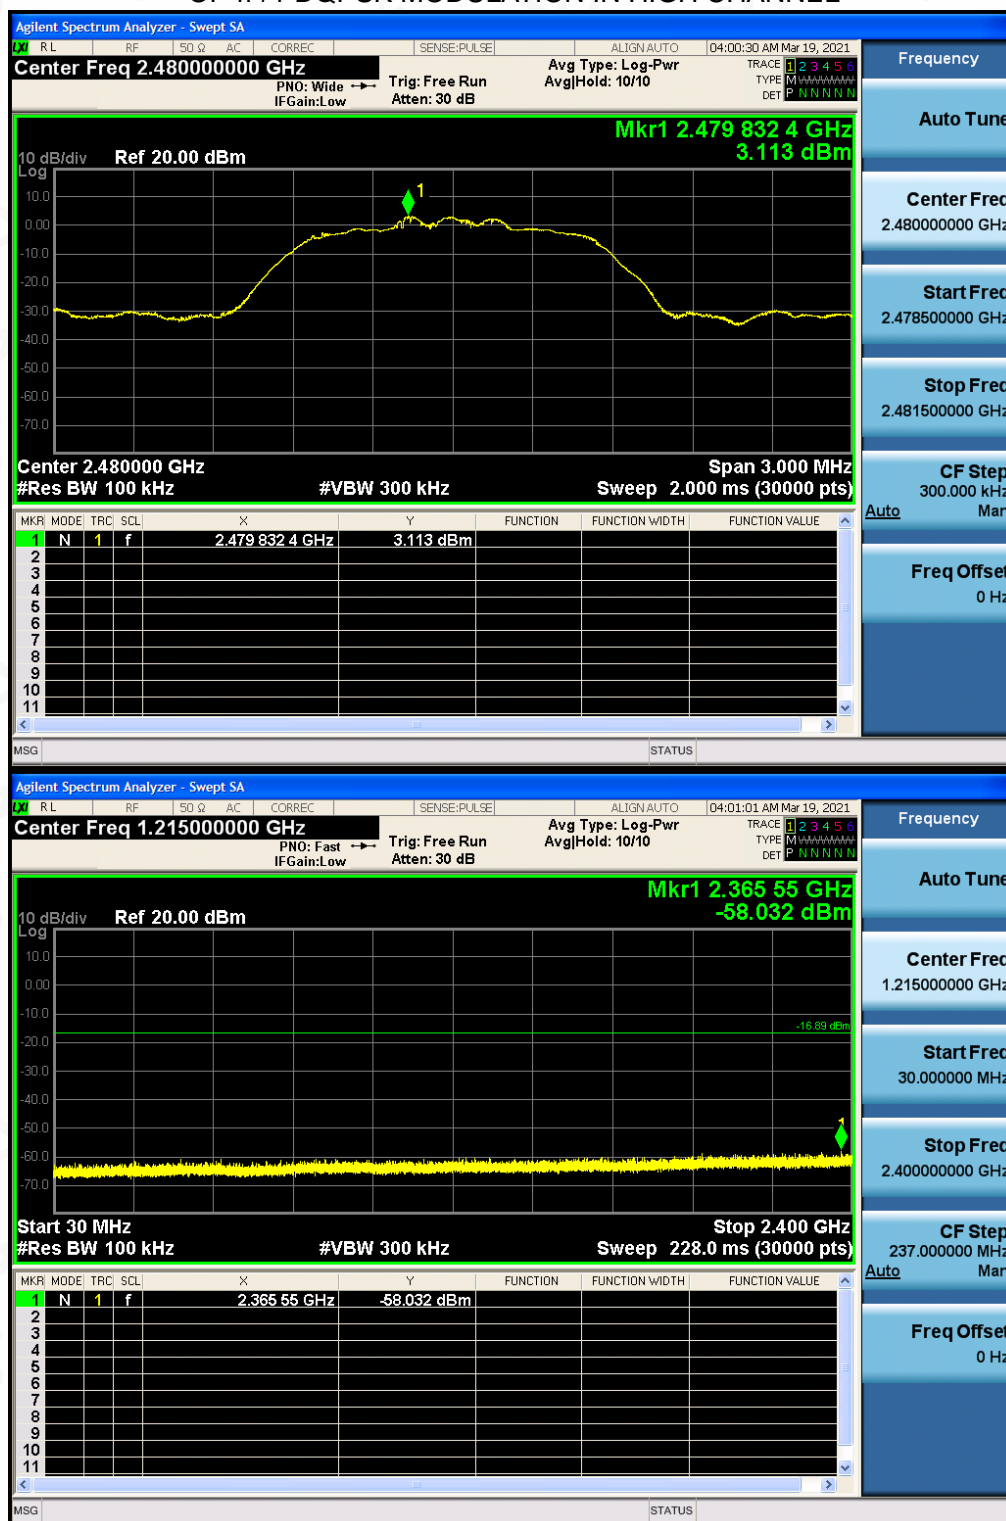 Agilent Spectrum Analyzer - Swept SA
LXI RL RF 50 Ω AC CORREC SENSE:PULSE ALIGN AUTO 04:00:30 AM Mar 19, 2021
Center Freq 2.480000000 GHz
PNO: Wide
IFGain:Low
Trig: Free Run
Atten: 30 dB
Avg Type: Log-Pwr
Avg|Hold: 10/10
TRACE 1 2 3 4 5 6
TYPE M
DET P N N N N N
Mkr1 2.479 832 4 GHz
3.113 dBm
10 dB/div Ref 20.00 dBm
Log
1
10.0
0.00
-10.0
-20.0
-30.0
-40.0
-50.0
-60.0
-70.0
Center 2.480000 GHz Span 3.000 MHz
#Res BW 100 kHz #VBW 300 kHz Sweep 2.000 ms (30000 pts)
MKR MODE TRC SCL X Y FUNCTION FUNCTION WIDTH FUNCTION VALUE
1 N 1 f 2.479 832 4 GHz 3.113 dBm
2
3
4
5
6
7
8
9
10
11
MSG STATUS
Frequency
Auto Tune
Center Freq
2.480000000 GHz
Start Freq
2.478500000 GHz
Stop Freq
2.481500000 GHz
CF Step
300.000 kHz
Auto Man
Freq Offset
0 Hz
Agilent Spectrum Analyzer - Swept SA
LXI RL RF 50 Ω AC CORREC SENSE:PULSE ALIGN AUTO 04:01:01 AM Mar 19, 2021
Center Freq 1.215000000 GHz
PNO: Fast
IFGain:Low
Trig: Free Run
Atten: 30 dB
Avg Type: Log-Pwr
Avg|Hold: 10/10
TRACE 1 2 3 4 5 6
TYPE M
DET P N N N N N
Mkr1 2.365 55 GHz
-58.032 dBm
10 dB/div Ref 20.00 dBm
Log
10.0
0.00
-10.0
-16.89 dBm
-20.0
-30.0
-40.0
-50.0
1
-60.0
-70.0
Start 30 MHz Stop 2.400 GHz
#Res BW 100 kHz #VBW 300 kHz Sweep 228.0 ms (30000 pts)
MKR MODE TRC SCL X Y FUNCTION FUNCTION WIDTH FUNCTION VALUE
1 N 1 f 2.365 55 GHz -58.032 dBm
2
3
4
5
6
7
8
9
10
11
MSG STATUS
Frequency
Auto Tune
Center Freq
1.215000000 GHz
Start Freq
30.000000 MHz
Stop Freq
2.400000000 GHz
CF Step
237.000000 MHz
Auto Man
Freq Offset
0 Hz